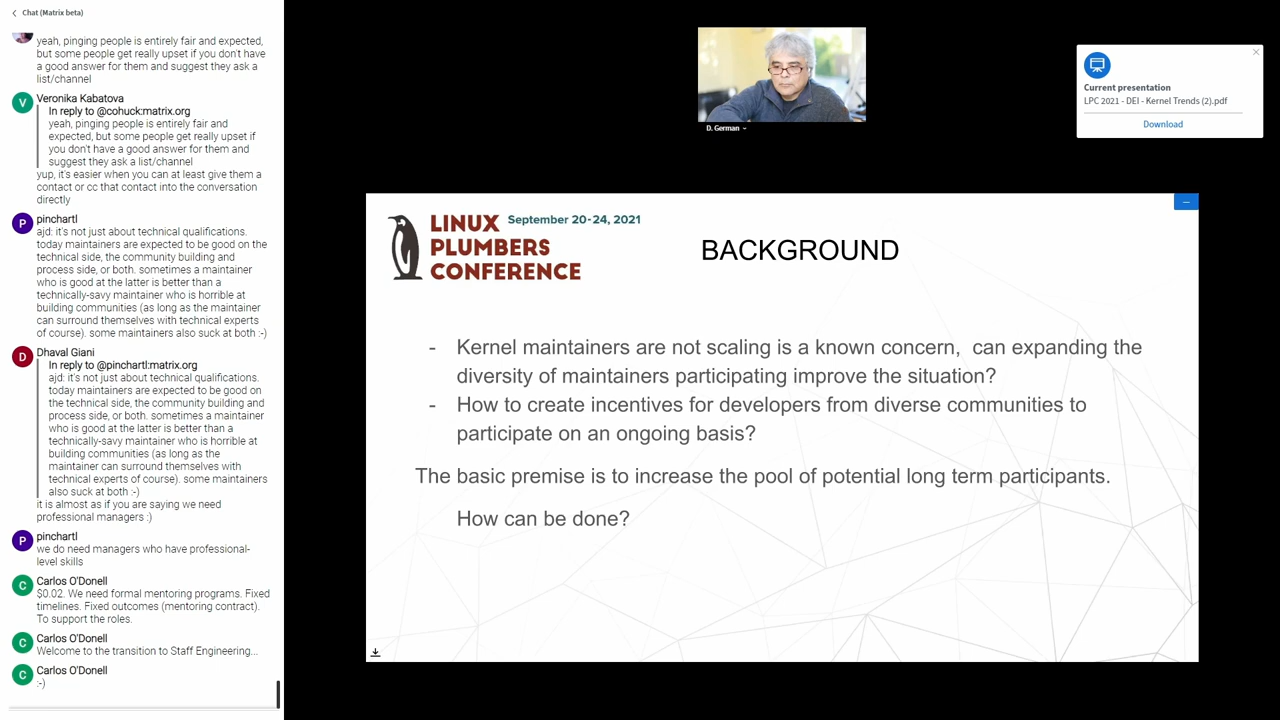 Chat (Matrix beta)
yeah, pinging people is entirely fair and expected,
but some people get really upset if you don't have
a good answer for them and suggest they ask a
list/channel
V
Veronika Kabatova
In reply to @cohuck:matrix.org
yeah, pinging people is entirely fair and
expected, but some people get really upset if
you don't have a good answer for them and
suggest they ask a list/channel
yup, it's easier when you can at least give them a
contact or cc that contact into the conversation
directly
P
pinchartl
ajd: it's not just about technical qualifications.
today maintainers are expected to be good on the
technical side, the community building and
process side, or both. sometimes a maintainer
who is good at the latter is better than a
technically-savy maintainer who is horrible at
building communities (as long as the maintainer
can surround themselves with technical experts
of course). some maintainers also suck at both :-)
D
Dhaval Giani
In reply to @pinchartl:matrix.org
ajd: it's not just about technical qualifications.
today maintainers are expected to be good on
the technical side, the community building and
process side, or both. sometimes a maintainer
who is good at the latter is better than a
technically-savy maintainer who is horrible at
building communities (as long as the
maintainer can surround themselves with
technical experts of course). some maintainers
also suck at both :-)
it is almost as if you are saying we need
professional managers :)
P
pinchartl
we do need managers who have professional-
level skills
C
Carlos O'Donell
$0.02. We need formal mentoring programs. Fixed
timelines. Fixed outcomes (mentoring contract).
To support the roles.
C
Carlos O'Donell
Welcome to the transition to Staff Engineering...
C
Carlos O'Donell
:-)
D. German
Current presentation
LPC 2021 - DEI - Kernel Trends (2).pdf
Download
LINUX
PLUMBERS
CONFERENCE
September 20-24, 2021
BACKGROUND
- Kernel maintainers are not scaling is a known concern, can expanding the
diversity of maintainers participating improve the situation?
- How to create incentives for developers from diverse communities to
participate on an ongoing basis?
The basic premise is to increase the pool of potential long term participants.
How can be done?